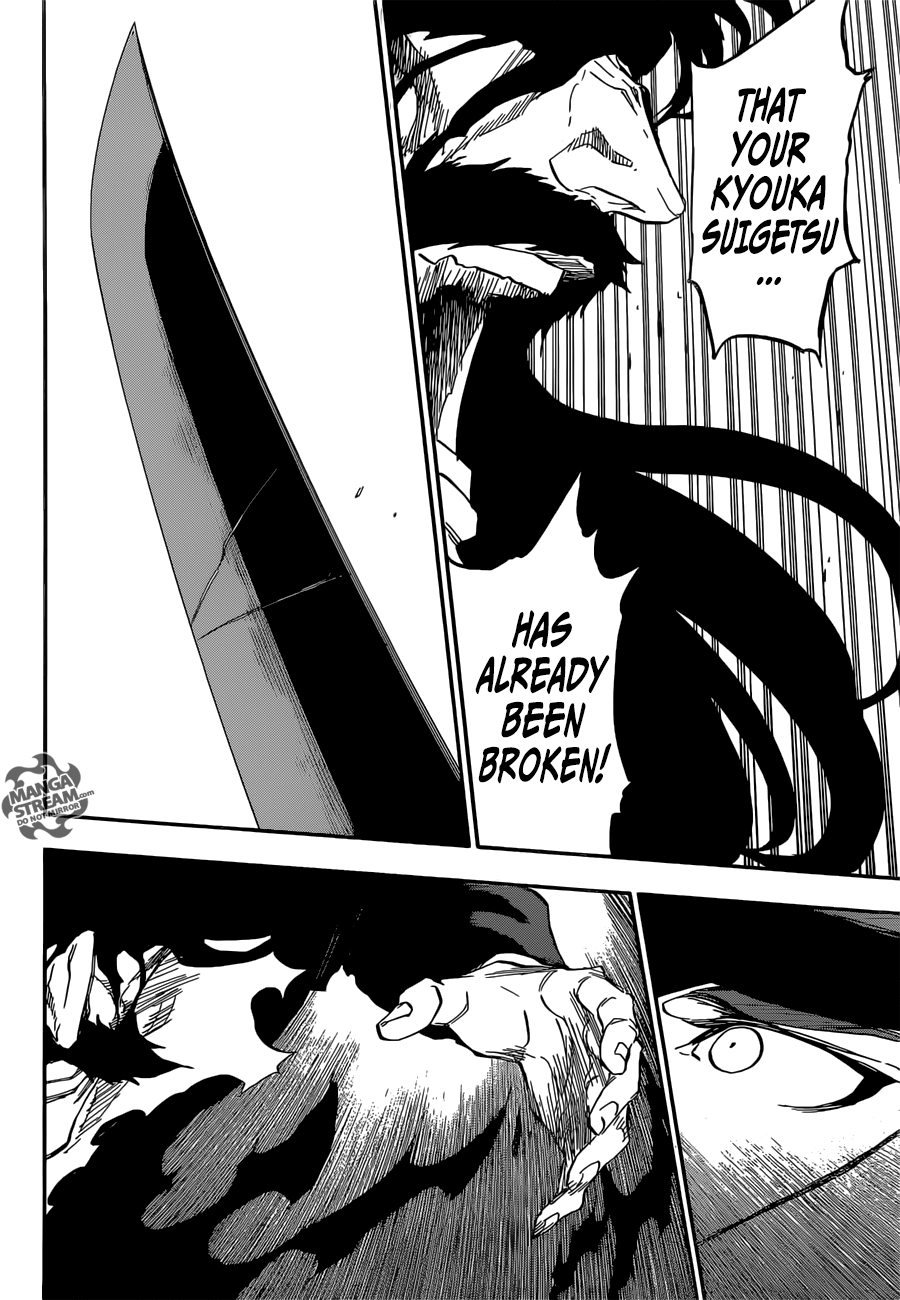 THAT
YOUR
KYOUKA
SUIGETSU
...
HAS
ALREADY
BEEN
BROKEN!
MANGA
STREAM.com
DO NOT MIRROR